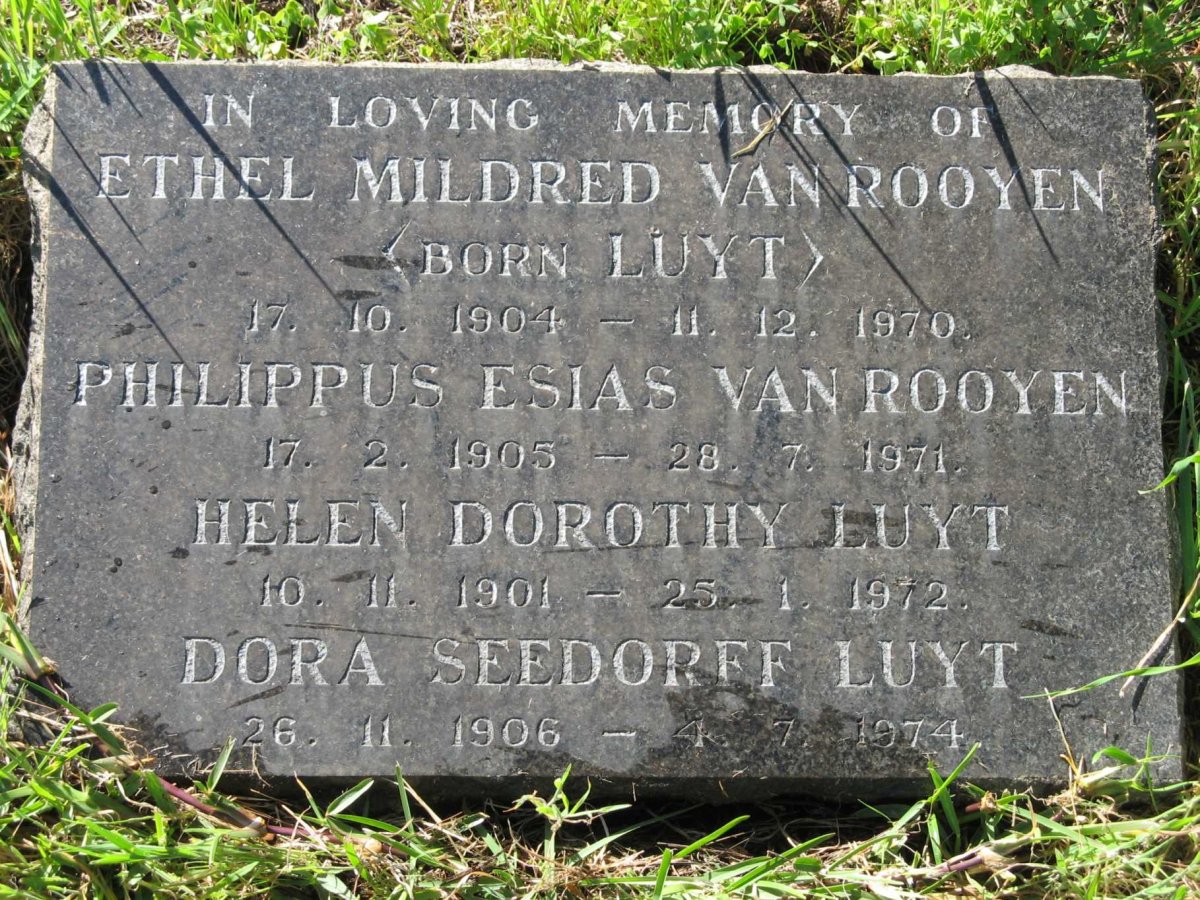 IN LOVING MEMORY OF
ETHEL MILDRED VAN ROOYEN
<BORN LUYT>
17. 10. 1904 – 11. 12. 1970.
PHILIPPUS ESIAS VAN ROOYEN
17. 2. 1905 – 28. 7. 1971.
HELEN DOROTHY LUYT
10. 11. 1901 – 25. 1. 1972.
DORA SEEDORFF LUYT
26. 11. 1906 – 4. 7. 1974.